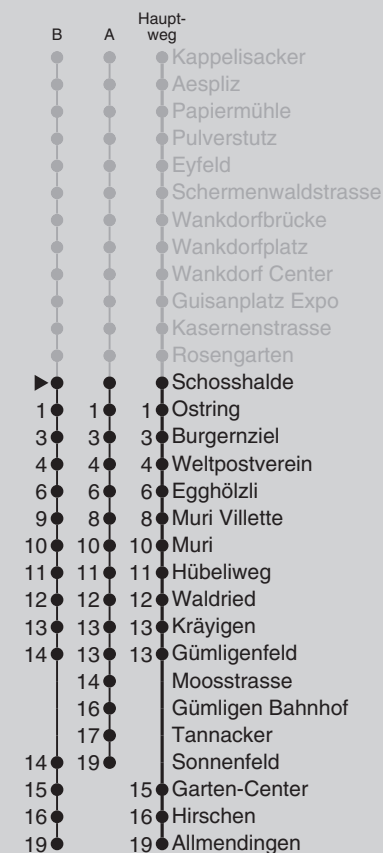 B A Haupt-
weg
Kappelisacker
Aespliz
Papiermühle
Pulverstutz
Eyfeld
Schermenwaldstrasse
Wankdorfbrücke
Wankdorfplatz
Wankdorf Center
Guisanplatz Expo
Kasernenstrasse
Rosengarten
Schosshalde
1 1 1 Ostring
3 3 3 Burgernziel
4 4 4 Weltpostverein
6 6 6 Egghölzli
9 8 8 Muri Villette
10 10 10 Muri
11 11 11 Hübeliweg
12 12 12 Waldried
13 13 13 Kräyigen
14 13 13 Gümligenfeld
14 Moosstrasse
16 Gümligen Bahnhof
17 Tannacker
14 19 Sonnenfeld
15 15 Garten-Center
16 16 Hirschen
19 19 Allmendingen